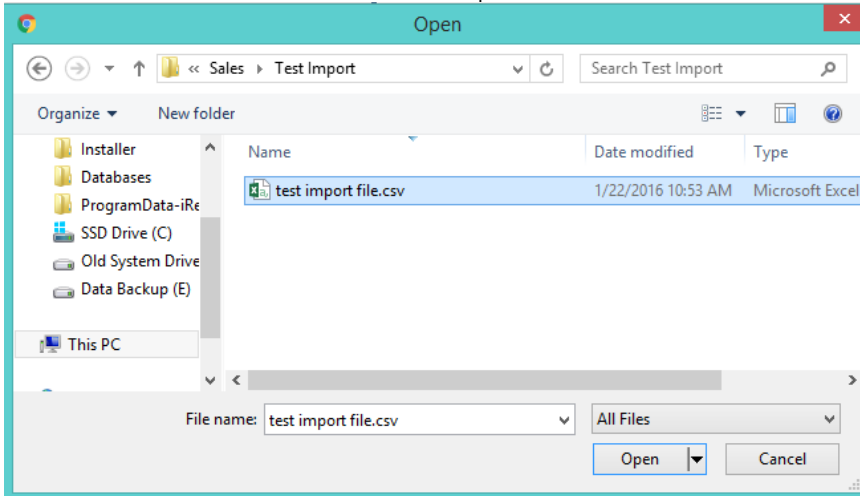 Open
« Sales Test Import
Search Test Import
Organize
New folder
Installer
Databases
ProgramData-iRe
SSD Drive (C)
Old System Drive
Data Backup (E)
This PC
Name Date modified Type
test import file.csv 1/22/2016 10:53 AM Microsoft Excel
File name: test import file.csv
All Files
Open
Cancel